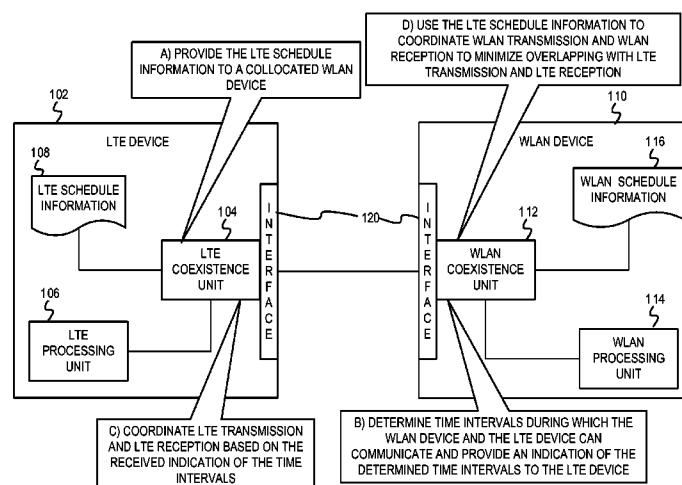 A) PROVIDE THE LTE SCHEDULE
INFORMATION TO A COLLOCATED WLAN
DEVICE
D) USE THE LTE SCHEDULE INFORMATION TO
COORDINATE WLAN TRANSMISSION AND WLAN
RECEPTION TO MINIMIZE OVERLAPPING WITH LTE
TRANSMISSION AND LTE RECEPTION
102
LTE DEVICE
108
LTE SCHEDULE
INFORMATION
104
LTE
COEXISTENCE
UNIT
106
LTE
PROCESSING
UNIT
INTERFACE
120
110
WLAN DEVICE
116
WLAN SCHEDULE
INFORMATION
INTERFACE
112
WLAN
COEXISTENCE
UNIT
114
WLAN
PROCESSING
UNIT
C) COORDINATE LTE TRANSMISSION
AND LTE RECEPTION BASED ON THE
RECEIVED INDICATION OF THE TIME
INTERVALS
B) DETERMINE TIME INTERVALS DURING WHICH THE
WLAN DEVICE AND THE LTE DEVICE CAN
COMMUNICATE AND PROVIDE AN INDICATION OF THE
DETERMINED TIME INTERVALS TO THE LTE DEVICE